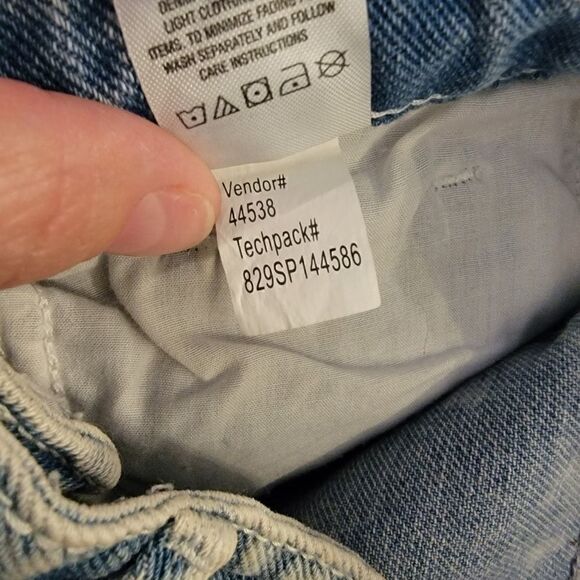 LIGHT CLOTHING
ITEMS. TO MINIMIZE FADING
WASH SEPARATELY AND FOLLOW
CARE INSTRUCTIONS
Vendor#
44538
Techpack#
829SP144586